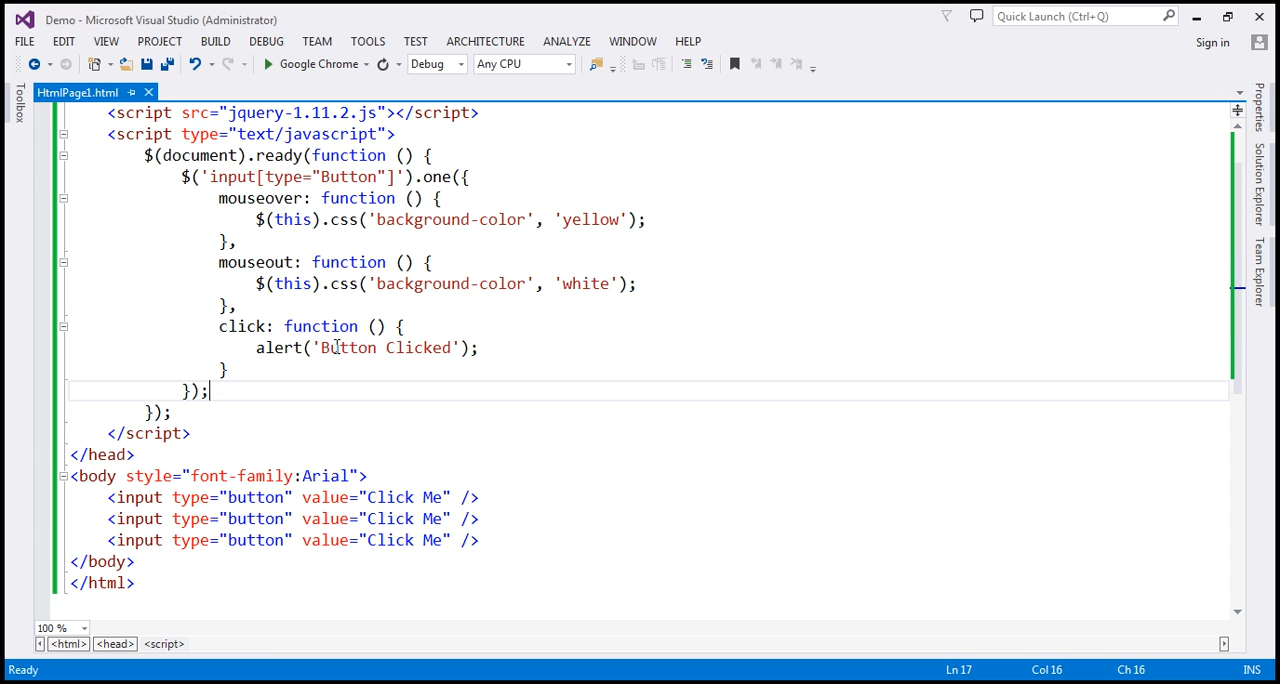 Demo - Microsoft Visual Studio (Administrator)
Quick Launch (Ctrl+Q)
FILE EDIT VIEW PROJECT BUILD DEBUG TEAM TOOLS TEST ARCHITECTURE ANALYZE WINDOW HELP
Sign in
Google Chrome Debug Any CPU
Toolbox
HtmlPage1.html
Properties
Solution Explorer
Team Explorer
<script src="jquery-1.11.2.js"></script>
<script type="text/javascript">
$(document).ready(function () {
$('input[type="Button"]').one({
mouseover: function () {
$(this).css('background-color', 'yellow');
},
mouseout: function () {
$(this).css('background-color', 'white');
},
click: function () {
alert('Button Clicked');
}
});
});
</script>
</head>
<body style="font-family:Arial">
<input type="button" value="Click Me" />
<input type="button" value="Click Me" />
<input type="button" value="Click Me" />
</body>
</html>
100 %
<html> <head> <script>
Ready Ln 17 Col 16 Ch 16 INS